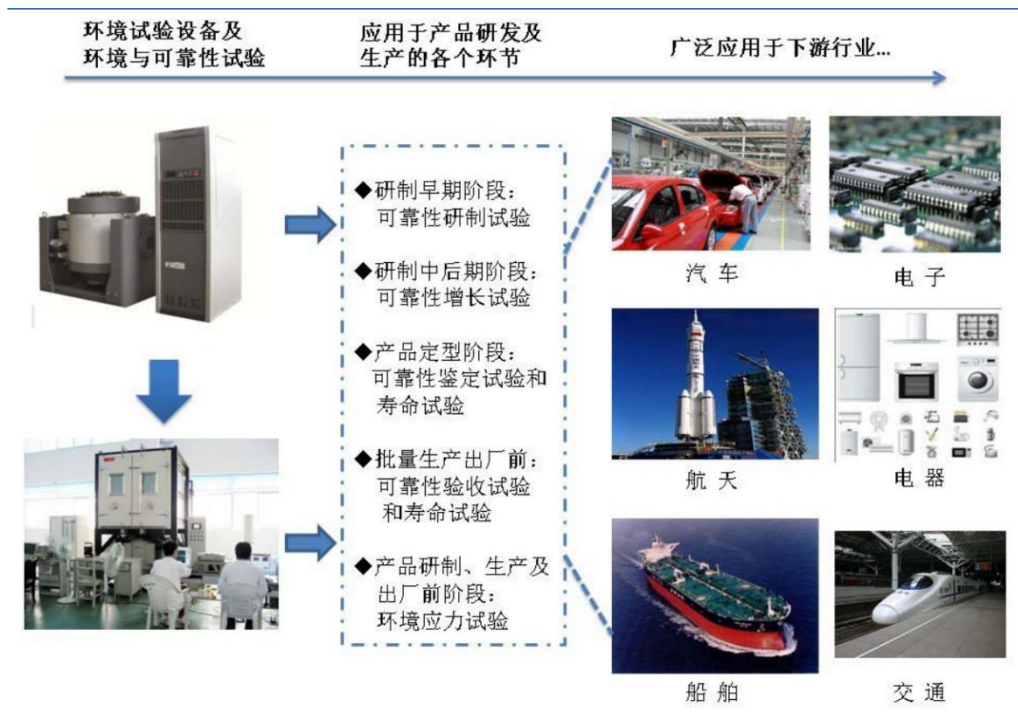 环境试验设备及
环境与可靠性试验
应用于产品研发及
生产的各个环节
广泛应用于下游行业...
◆研制早期阶段：
可靠性研制试验
◆研制中后期阶段：
可靠性增长试验
◆产品定型阶段：
可靠性鉴定试验和
寿命试验
◆批量生产出厂前：
可靠性验收试验
和寿命试验
◆产品研制、生产及
出厂前阶段：
环境应力试验
汽 车
电 子
航 天
电 器
船 舶
交 通